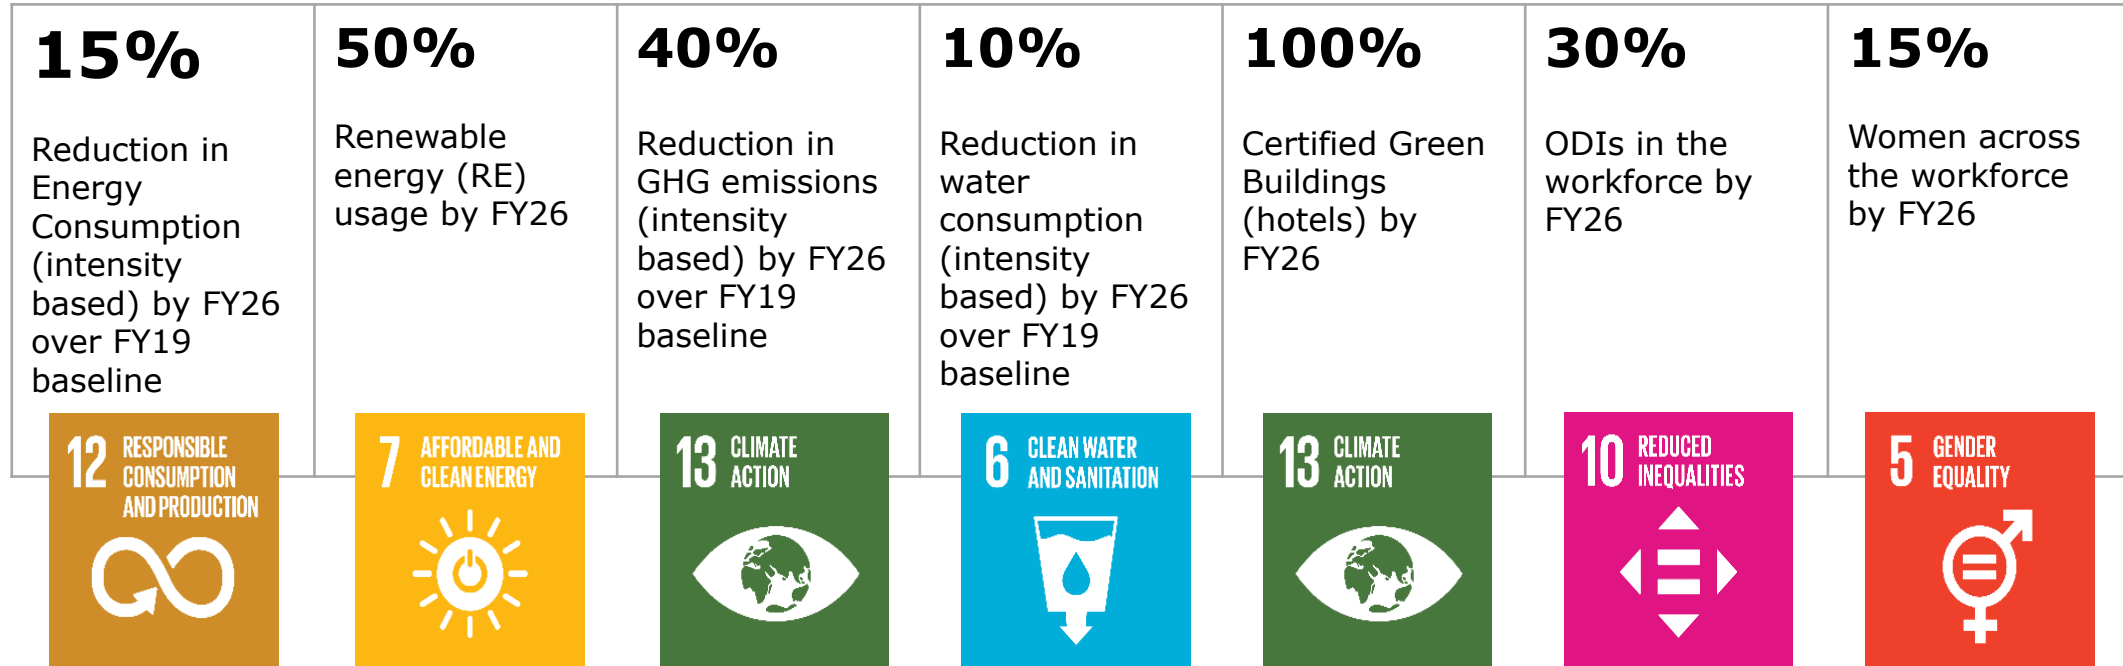 15%
Reduction in
Energy
Consumption
(intensity
based) by FY26
over FY19
baseline
12 RESPONSIBLE
CONSUMPTION
AND PRODUCTION
50%
Renewable
energy (RE)
usage by FY26
7 AFFORDABLE AND
CLEAN ENERGY
40%
Reduction in
GHG emissions
(intensity
based) by FY26
over FY19
baseline
13 CLIMATE
ACTION
10%
Reduction in
water
consumption
(intensity
based) by FY26
over FY19
baseline
6 CLEAN WATER
AND SANITATION
100%
Certified Green
Buildings
(hotels) by
FY26
13 CLIMATE
ACTION
30%
ODIs in the
workforce by
FY26
10 REDUCED
INEQUALITIES
15%
Women across
the workforce
by FY26
5 GENDER
EQUALITY